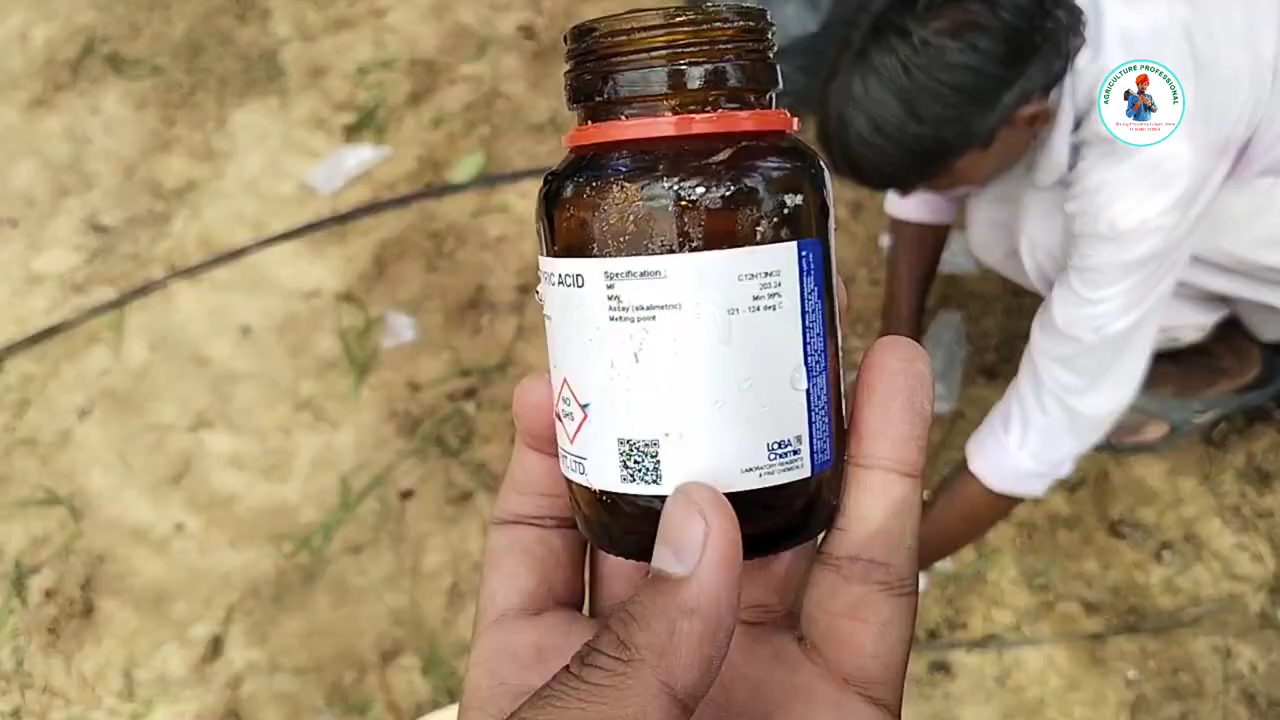 AGRICULTURE PROFESSIONAL
RIC ACID
Specification :
MF C12H13NO2
MW. 203.24
Assay (alkalimetric) Min 99%
Melting point 121 - 124 deg C
NO
GHS
VT. LTD.
LOBA
Chemie
LABORATORY REAGENTS
& FINE CHEMICALS